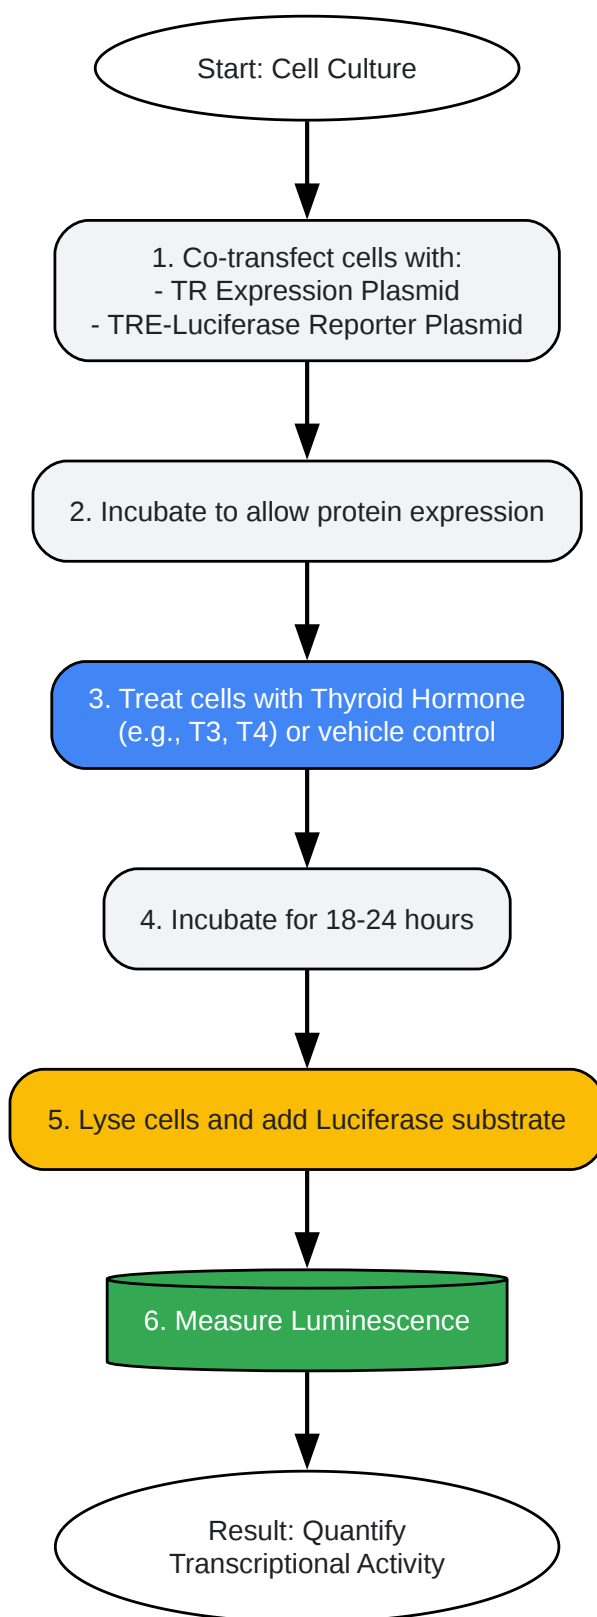 Start: Cell Culture
1. Co-transfect cells with:
- TR Expression Plasmid
- TRE-Luciferase Reporter Plasmid
2. Incubate to allow protein expression
3. Treat cells with Thyroid Hormone
(e.g., T3, T4) or vehicle control
4. Incubate for 18-24 hours
5. Lyse cells and add Luciferase substrate
6. Measure Luminescence
Result: Quantify
Transcriptional Activity